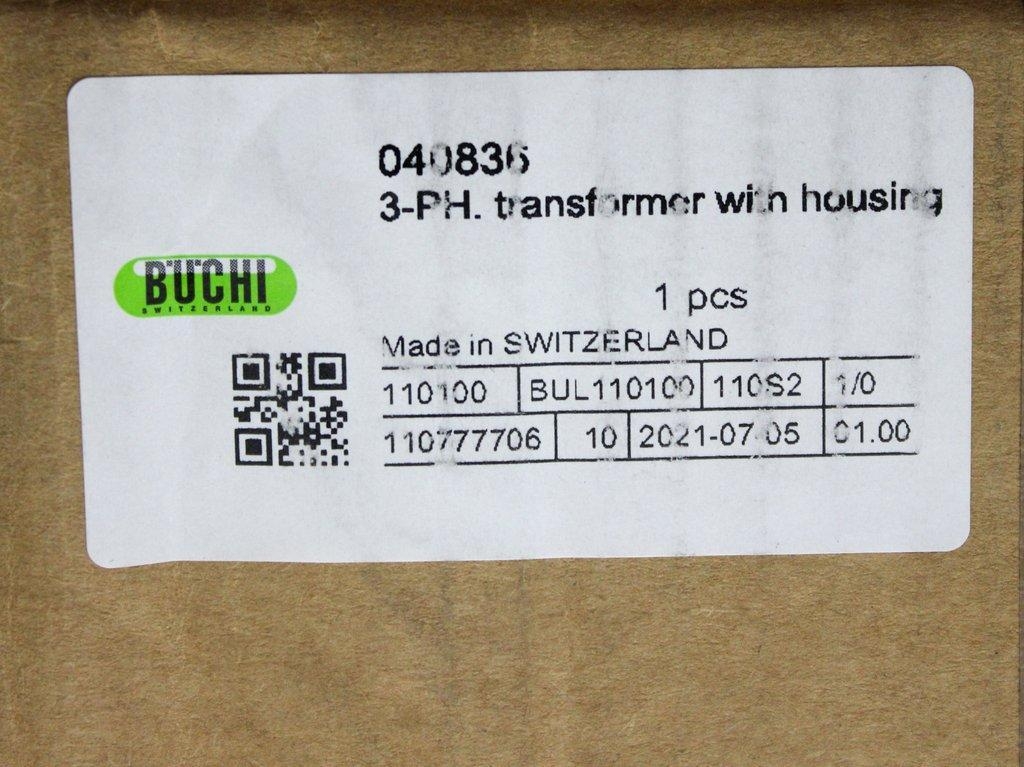 040836
3-PH. transformer with housing
BÜCHI
SWITZERLAND
1 pcs
Made in SWITZERLAND
110100 BUL110100 110S2 1/0
110777706 10 2021-07-05 01.00